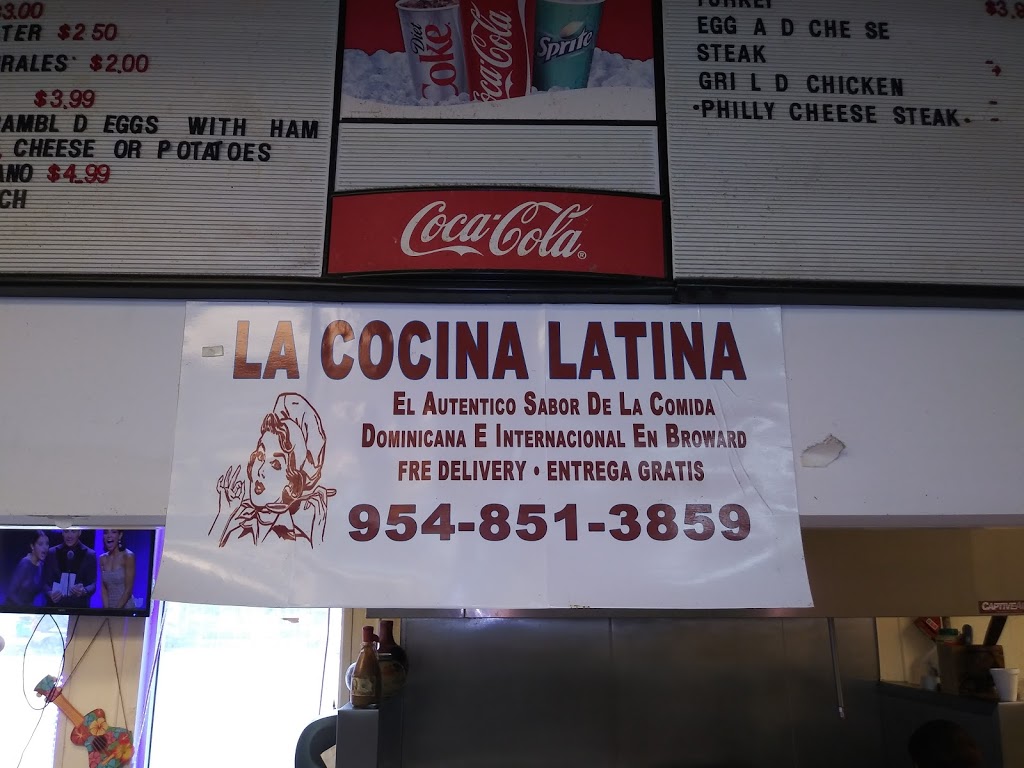 $3.00
TER $2 50
RALES $2.00
$3.99
AMBL D EGGS WITH HAM
CHEESE OR POTATOES
ANO $4.99
CH
Diet Coke
Coca-Cola
Sprite
Coca-Cola®
TURKEY
EGG A D CHE SE
STEAK
GRI L D CHICKEN
PHILLY CHEESE STEAK
LA COCINA LATINA
EL AUTENTICO SABOR DE LA COMIDA
DOMINICANA E INTERNACIONAL EN BROWARD
FRE DELIVERY • ENTREGA GRATIS
954-851-3859